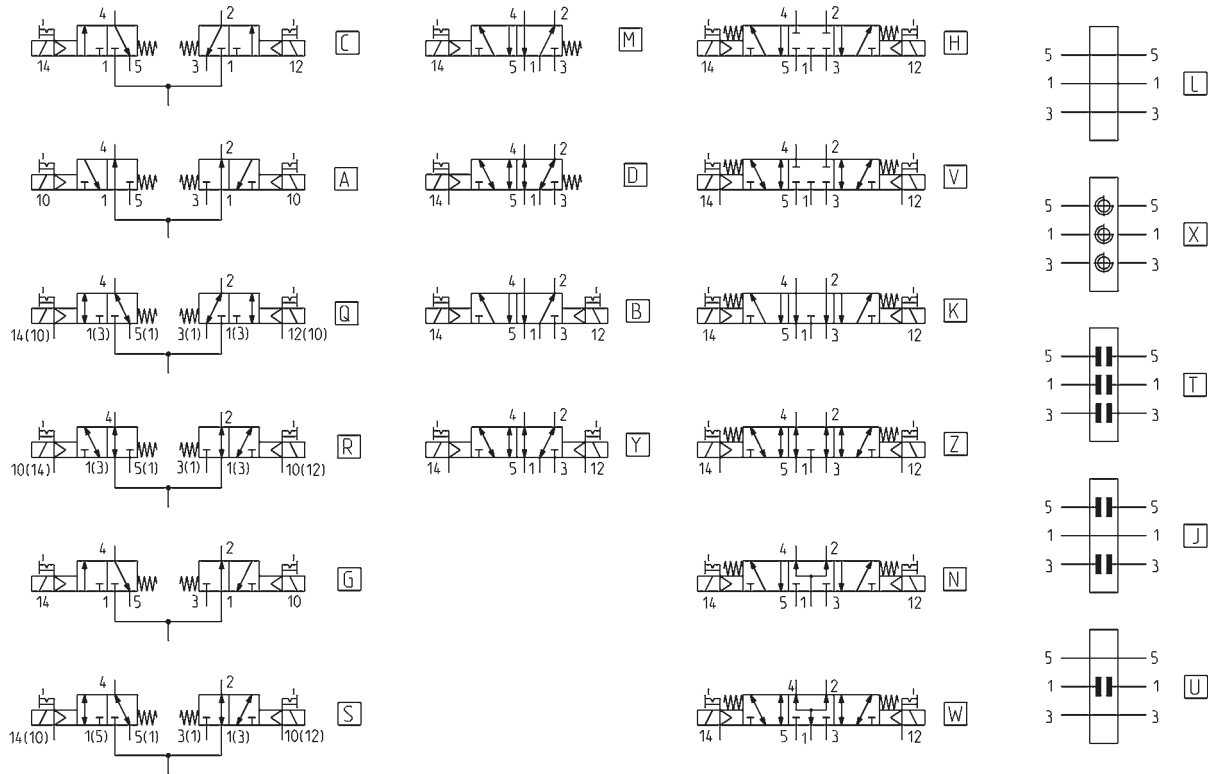 4 2 C
14 1 5 3 1 12
4 2 M
5 1 3
14
4 2 H
14 5 1 3 12
5 5
1 1 L
3 3
4 2 A
10 1 5 3 1 10
4 2 D
14 5 1 3
4 2 V
14 5 1 3 12
5 5
1 1 X
3 3
4 2 Q
14(10) 1(3) 5(1) 3(1) 1(3) 12(10)
4 2 B
14 5 1 3 12
4 2 K
14 5 1 3 12
5 5
1 1 T
3 3
4 2 R
10(14) 1(3) 5(1) 3(1) 1(3) 10(12)
4 2 Y
14 5 1 3 12
4 2 Z
14 5 1 3 12
5 5
1 1 J
3 3
4 2 G
14 1 5 3 1 10
4 2 N
14 5 1 3 12
5 5
1 1 U
3 3
4 2 S
14(10) 1(5) 5(1) 3(1) 1(3) 10(12)
4 2 W
14 5 1 3 12